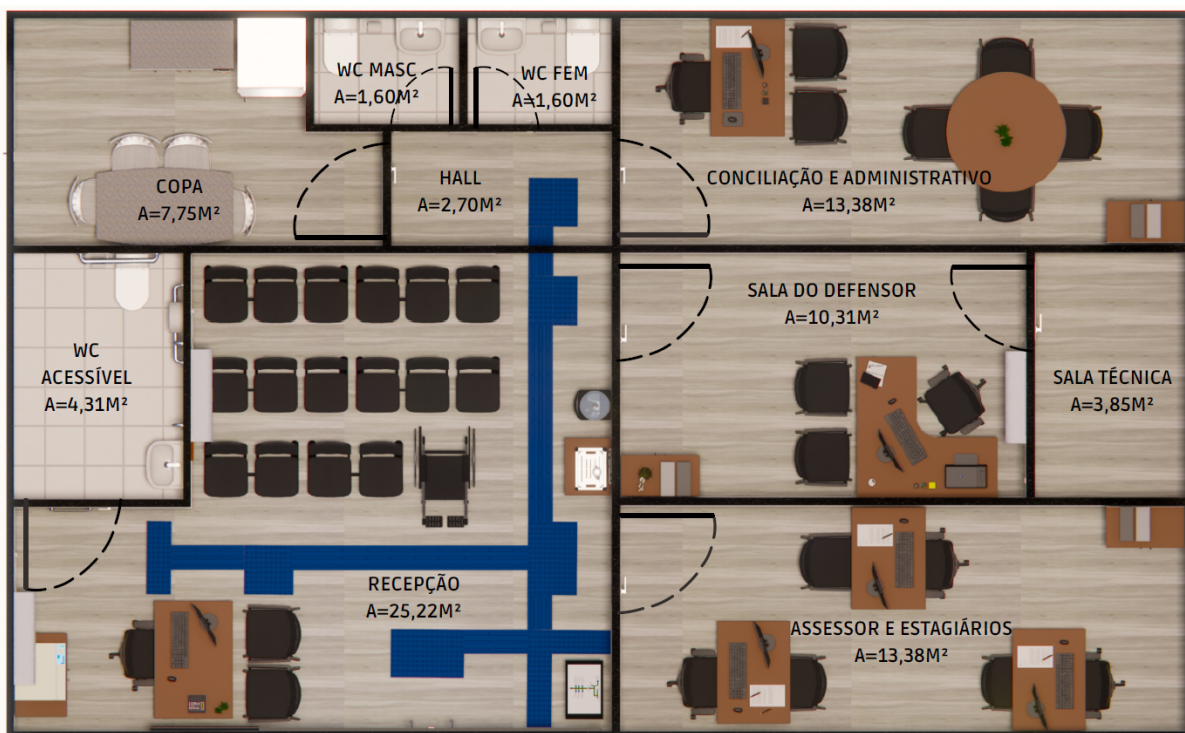 WC MASC
A=1,60M²
WC FEM
A=1,60M²
COPA
A=7,75M²
HALL
A=2,70M²
CONCILIAÇÃO E ADMINISTRATIVO
A=13,38M²
WC
ACESSÍVEL
A=4,31M²
SALA DO DEFENSOR
A=10,31M²
SALA TÉCNICA
A=3,85M²
RECEPÇÃO
A=25,22M²
ASSESSOR E ESTAGIÁRIOS
A=13,38M²